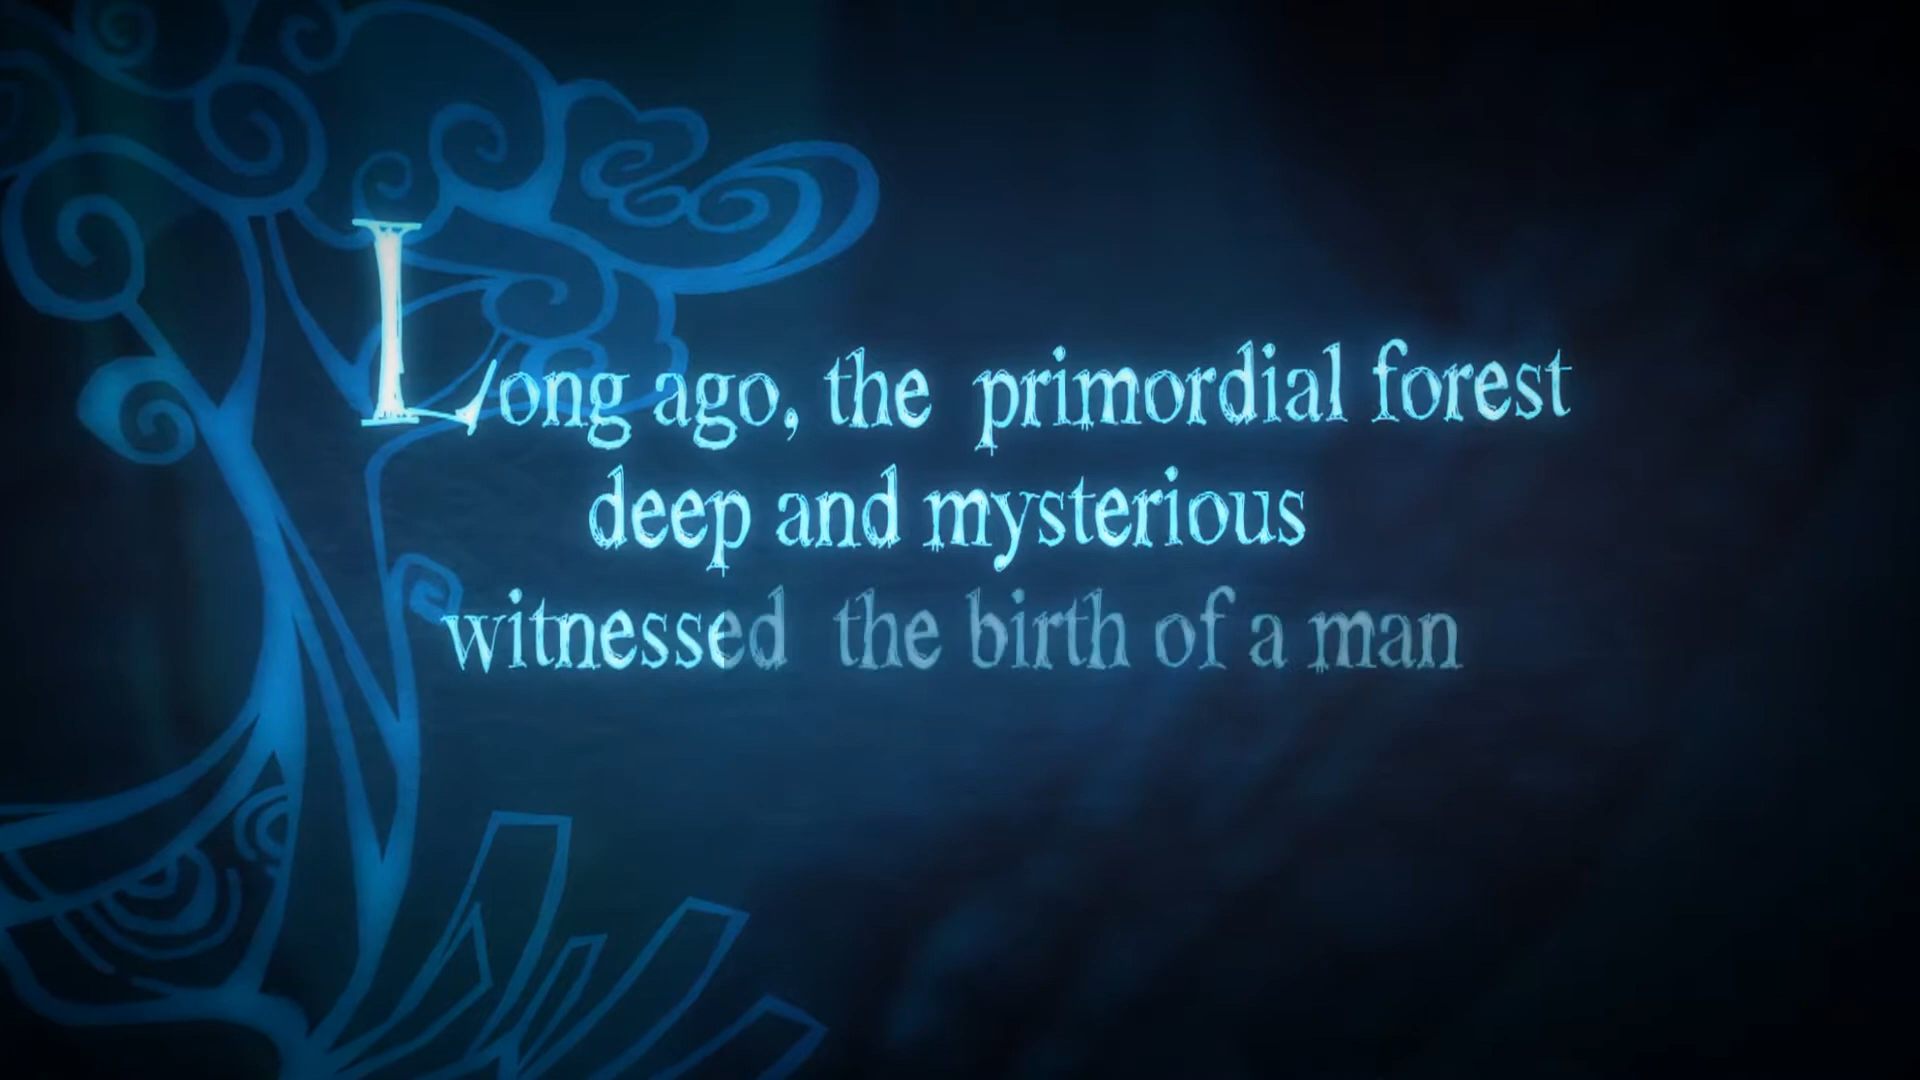 Long ago, the primordial forest
deep and mysterious
witnessed the birth of a man